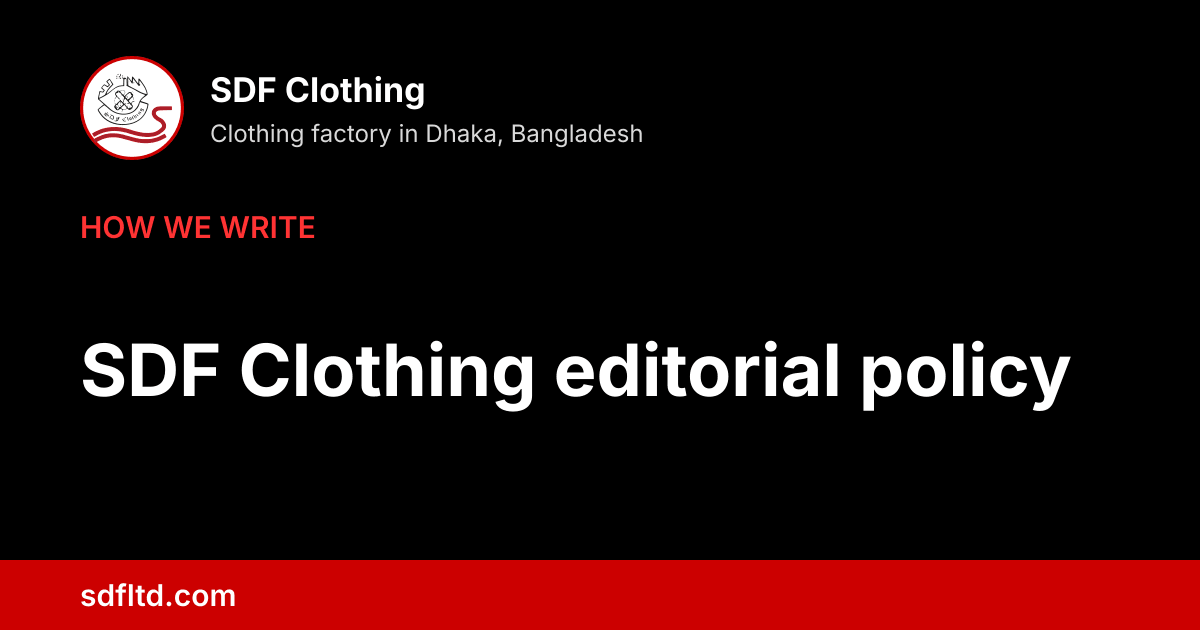 SDF Clothing
Clothing factory in Dhaka, Bangladesh
HOW WE WRITE
SDF Clothing editorial policy
sdfltd.com